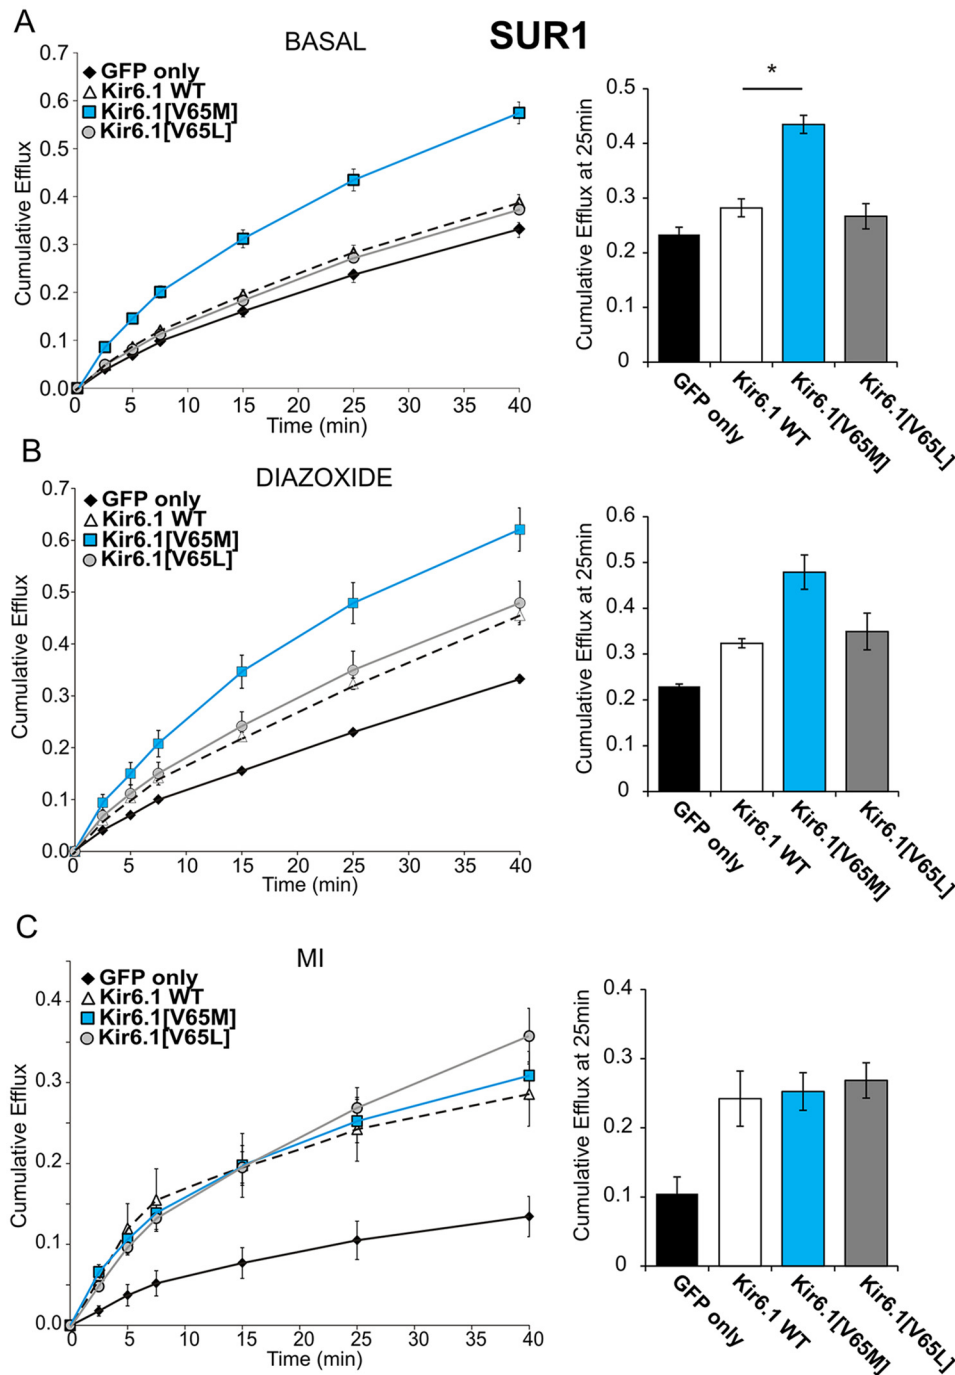 A
BASAL
SUR1
GFP only
Kir6.1 WT
Kir6.1[V65M]
Kir6.1[V65L]
Cumulative Efflux
0.7
0.6
0.5
0.4
0.3
0.2
0.1
0.0
0 5 10 15 20 25 30 35 40
Time (min)
*
Cumulative Efflux at 25min
0.5
0.4
0.3
0.2
0.1
0
GFP only
Kir6.1 WT
Kir6.1[V65M]
Kir6.1[V65L]
B
DIAZOXIDE
GFP only
Kir6.1 WT
Kir6.1[V65M]
Kir6.1[V65L]
Cumulative Efflux
0.7
0.6
0.5
0.4
0.3
0.2
0.1
0.0
0 5 10 15 20 25 30 35 40
Time (min)
Cumulative Efflux at 25min
0.6
0.5
0.4
0.3
0.2
0.1
0
GFP only
Kir6.1 WT
Kir6.1[V65M]
Kir6.1[V65L]
C
MI
GFP only
Kir6.1 WT
Kir6.1[V65M]
Kir6.1[V65L]
Cumulative Efflux
0.4
0.3
0.2
0.1
0.0
0 5 10 15 20 25 30 35 40
Time (min)
Cumulative Efflux at 25min
0.4
0.3
0.2
0.1
0
GFP only
Kir6.1 WT
Kir6.1[V65M]
Kir6.1[V65L]